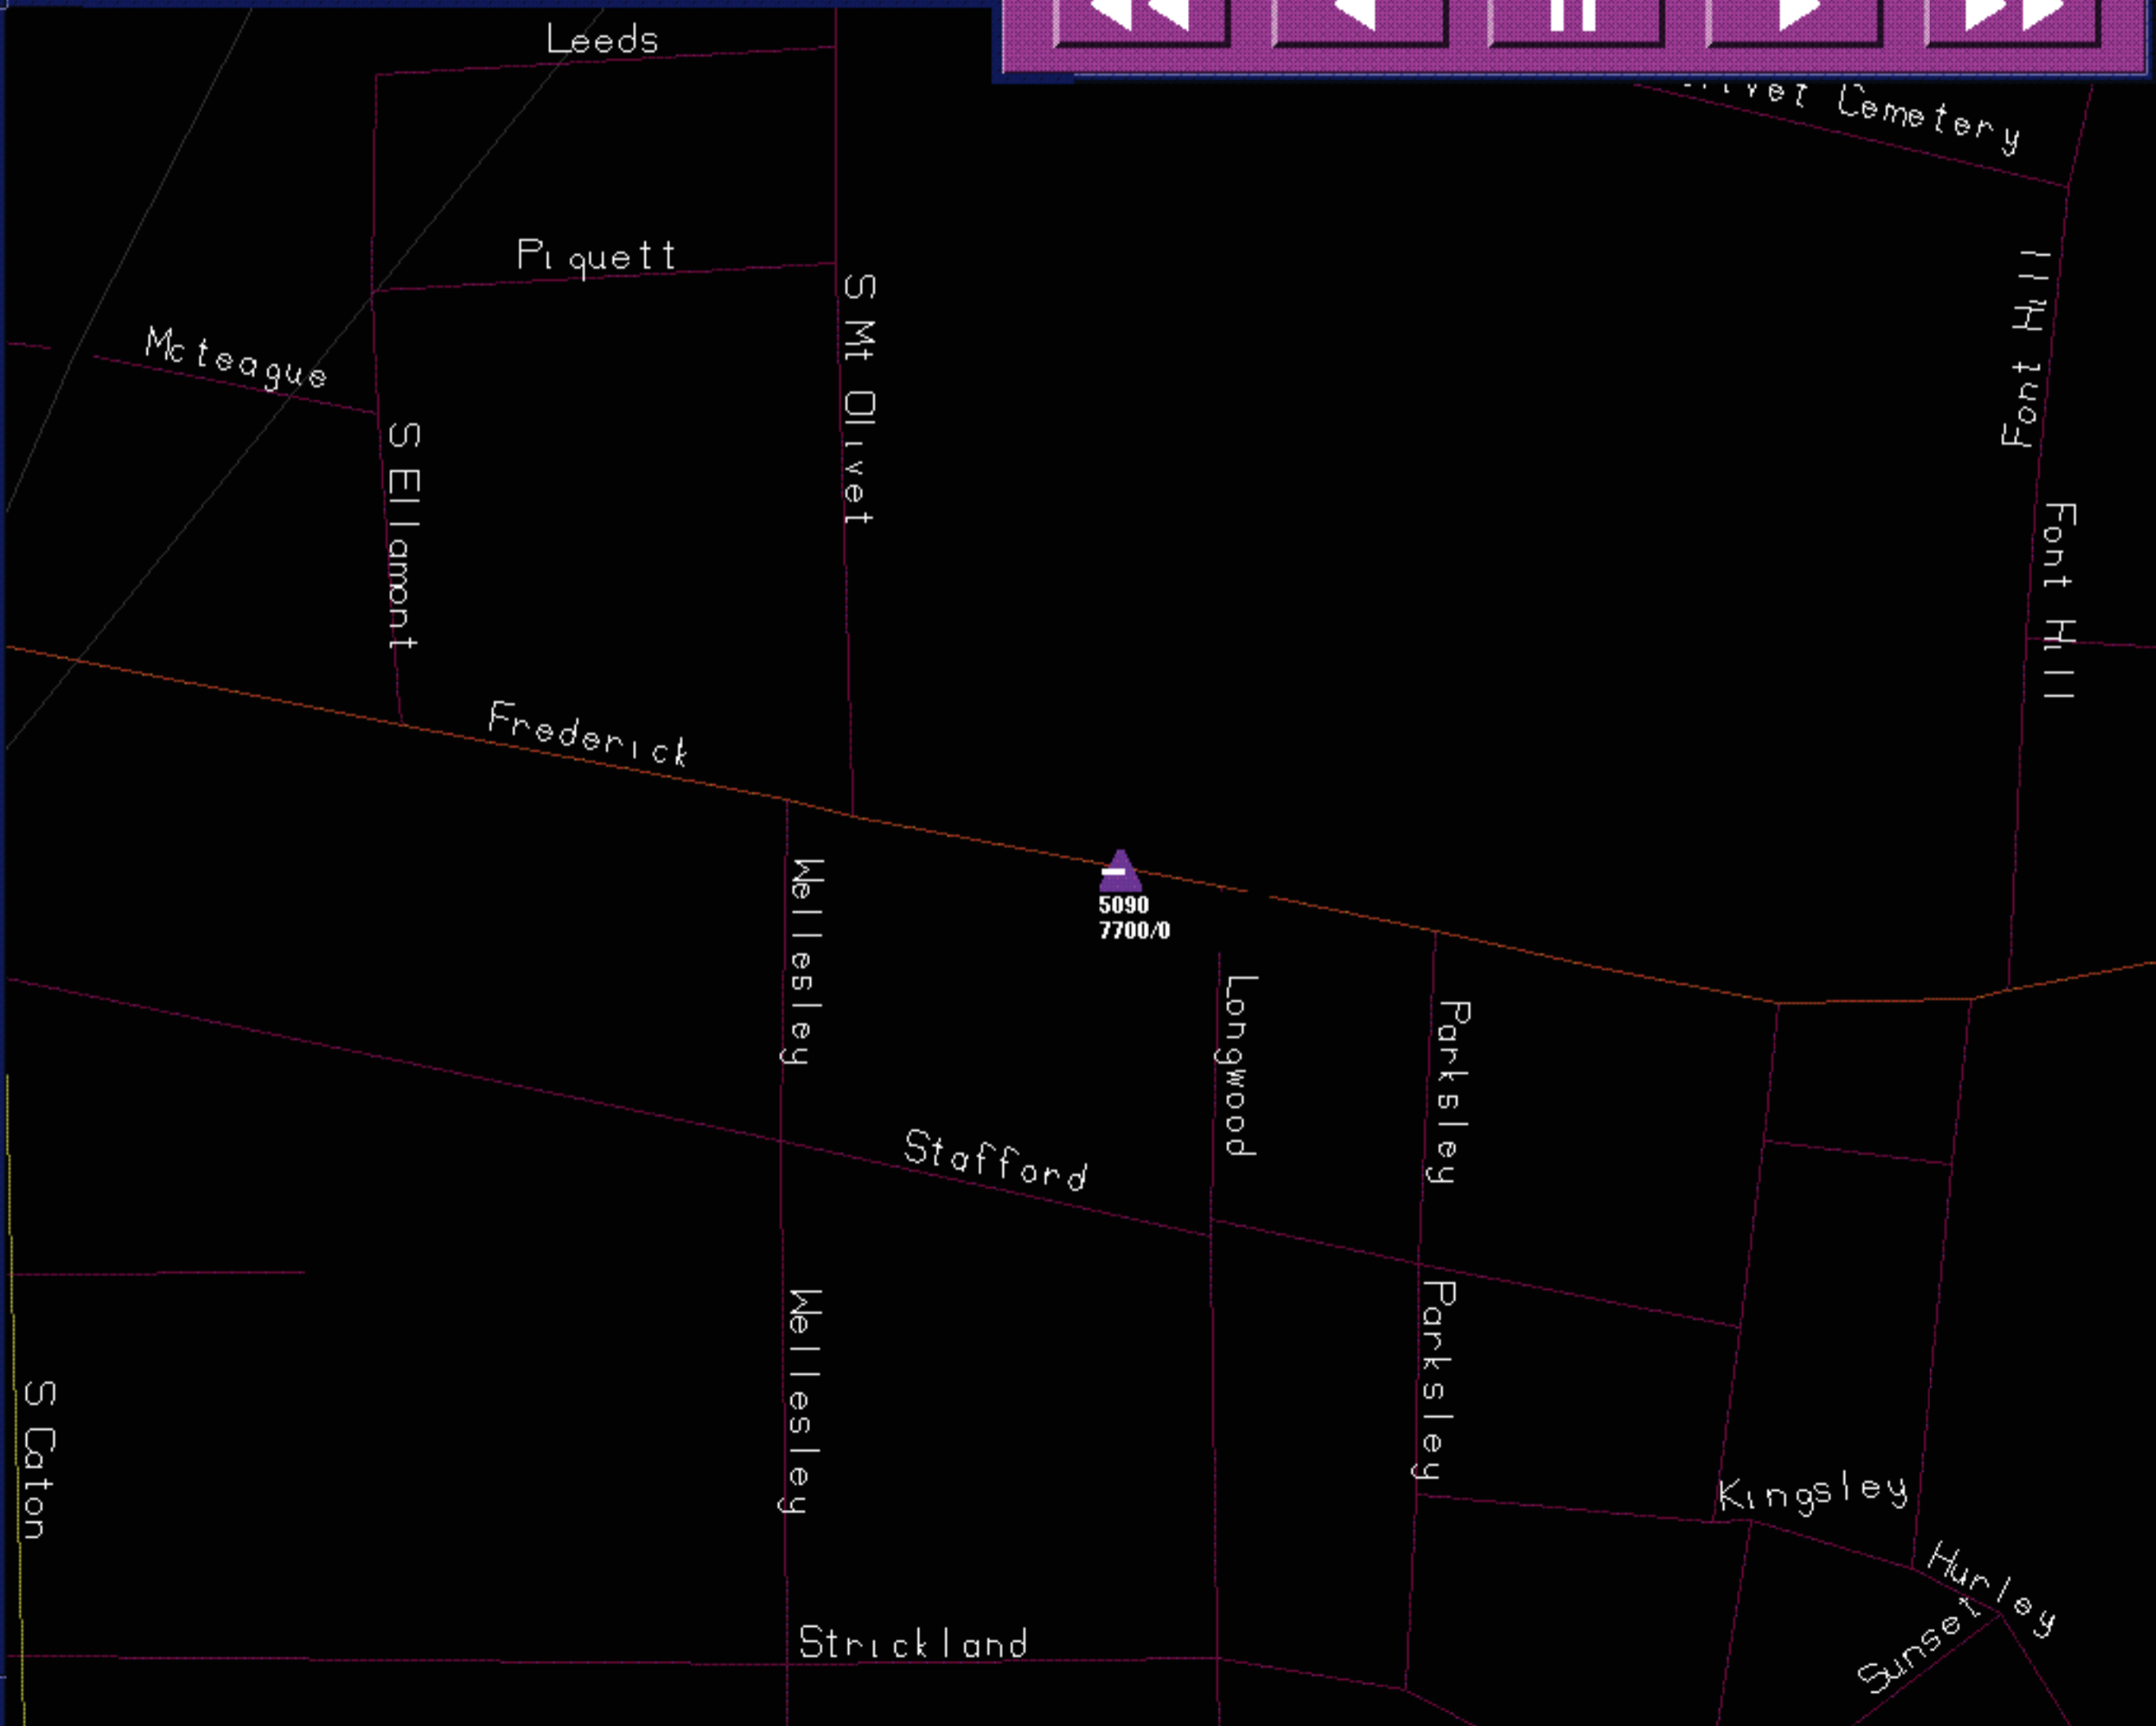 Leeds
Cemetery
Piquett
S Mt Olivet
Font Hill
Mcteague
S Ellamont
Font Hill
Frederick
Wellesley
5090
7700/0
Longwood
Parksley
Stafford
Wellesley
Parksley
S Caton
Kingsley
Hurley
Sunset
Strickland